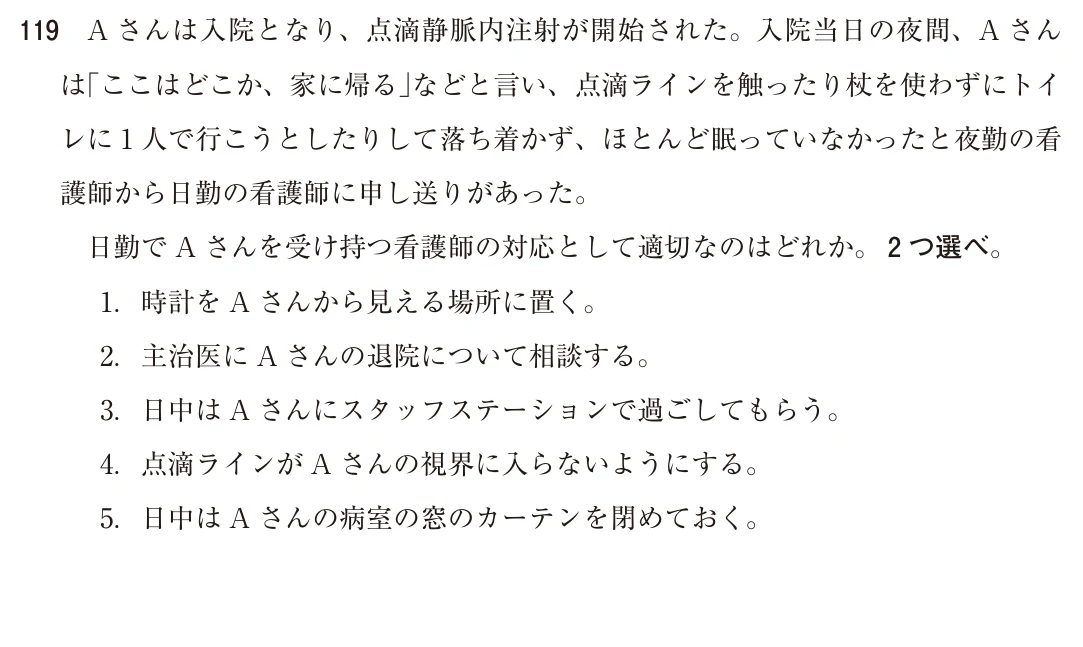 119 Aさんは入院となり、点滴静脈内注射が開始された。入院当日の夜間、Aさん
は「ここはどこか、家に帰る」などと言い、点滴ラインを触ったり杖を使わずにトイ
レに1人で行こうとしたりして落ち着かず、ほとんど眠っていなかったと夜勤の看
護師から日勤の看護師に申し送りがあった。
日勤でAさんを受け持つ看護師の対応として適切なのはどれか。2つ選べ。
1. 時計をAさんから見える場所に置く。
2. 主治医にAさんの退院について相談する。
3. 日中はAさんにスタッフステーションで過ごしてもらう。
4. 点滴ラインがAさんの視界に入らないようにする。
5. 日中はAさんの病室の窓のカーテンを閉めておく。